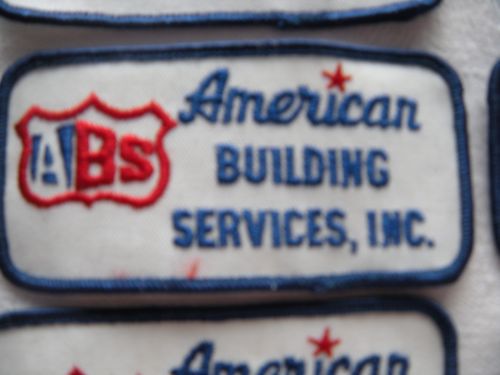 ABS
American
BUILDING
SERVICES, INC.
American